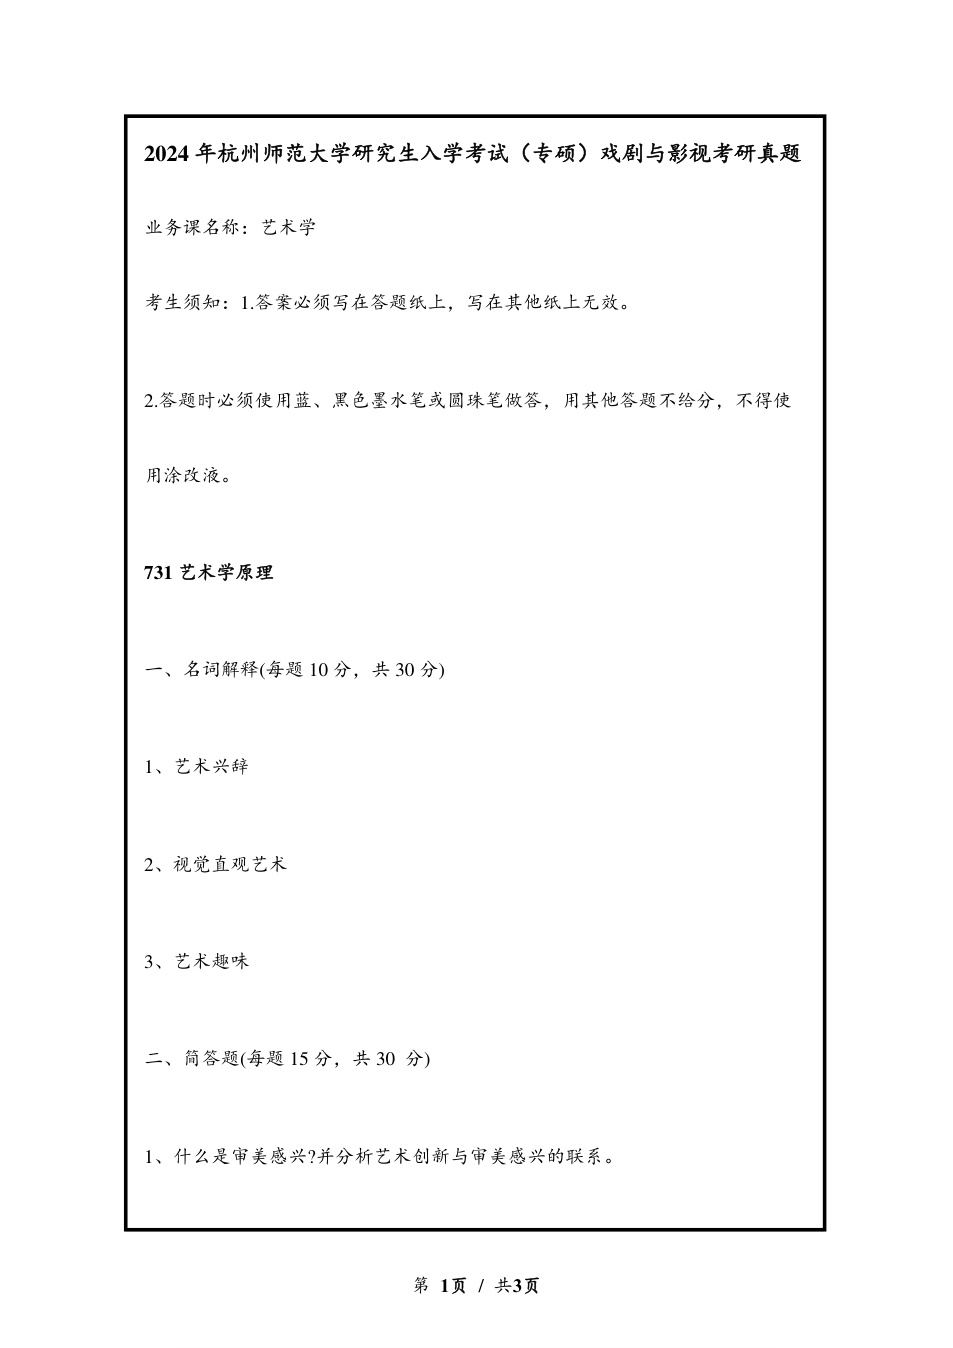 2024 年杭州师范大学研究生入学考试（专硕）戏剧与影视考研真题
业务课名称：艺术学
考生须知：1.答案必须写在答题纸上，写在其他纸上无效。
2.答题时必须使用蓝、黑色墨水笔或圆珠笔做答，用其他答题不给分，不得使
用涂改液。
731 艺术学原理
一、名词解释(每题 10 分，共 30 分)
1、艺术兴辞
2、视觉直观艺术
3、艺术趣味
二、简答题(每题 15 分，共 30 分)
1、什么是审美感兴?并分析艺术创新与审美感兴的联系。
第 1页 / 共3页